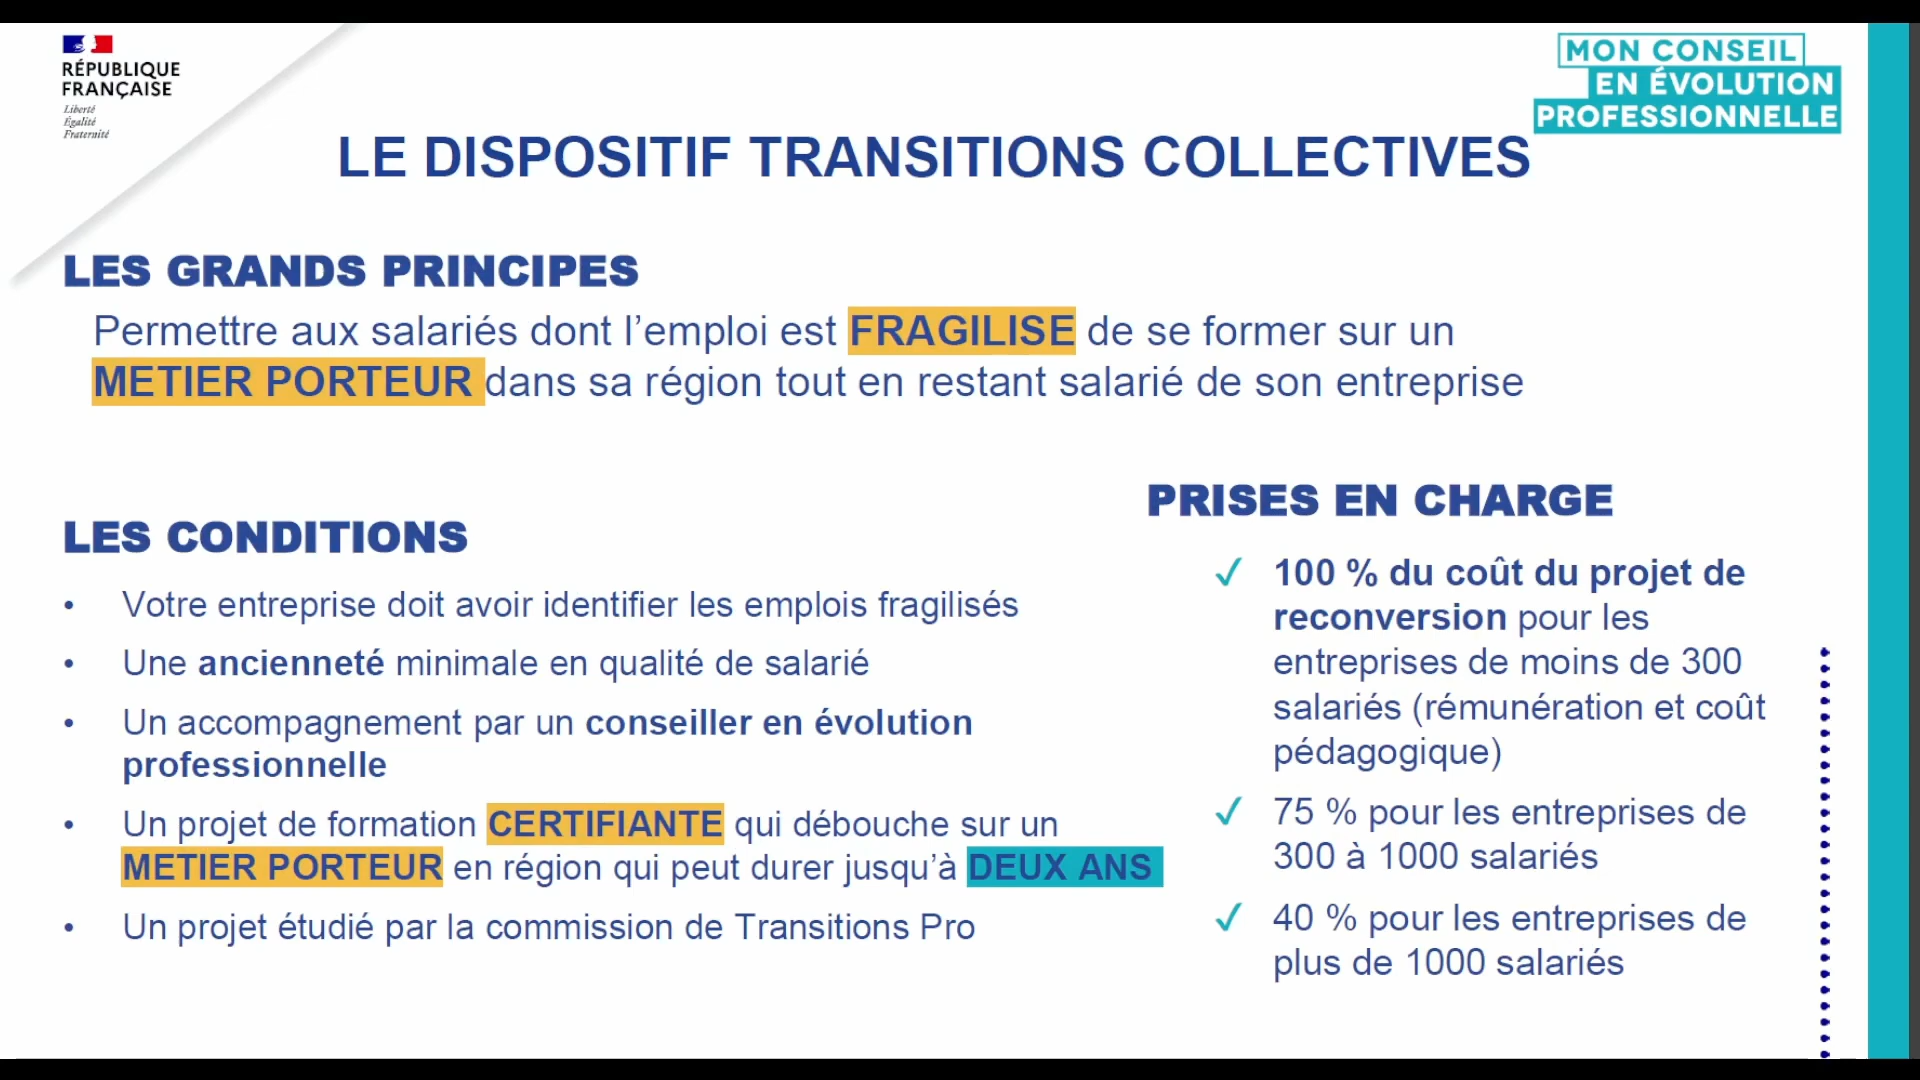 RÉPUBLIQUE
FRANÇAISE
Liberté
Égalité
Fraternité
MON CONSEIL
EN ÉVOLUTION
PROFESSIONNELLE
LE DISPOSITIF TRANSITIONS COLLECTIVES
LES GRANDS PRINCIPES
Permettre aux salariés dont l’emploi est FRAGILISE de se former sur un
METIER PORTEUR dans sa région tout en restant salarié de son entreprise
LES CONDITIONS
• Votre entreprise doit avoir identifier les emplois fragilisés
• Une ancienneté minimale en qualité de salarié
• Un accompagnement par un conseiller en évolution
professionnelle
• Un projet de formation CERTIFIANTE qui débouche sur un
METIER PORTEUR en région qui peut durer jusqu’à DEUX ANS
• Un projet étudié par la commission de Transitions Pro
PRISES EN CHARGE
✓ 100 % du coût du projet de
reconversion pour les
entreprises de moins de 300
salariés (rémunération et coût
pédagogique)
✓ 75 % pour les entreprises de
300 à 1000 salariés
✓ 40 % pour les entreprises de
plus de 1000 salariés